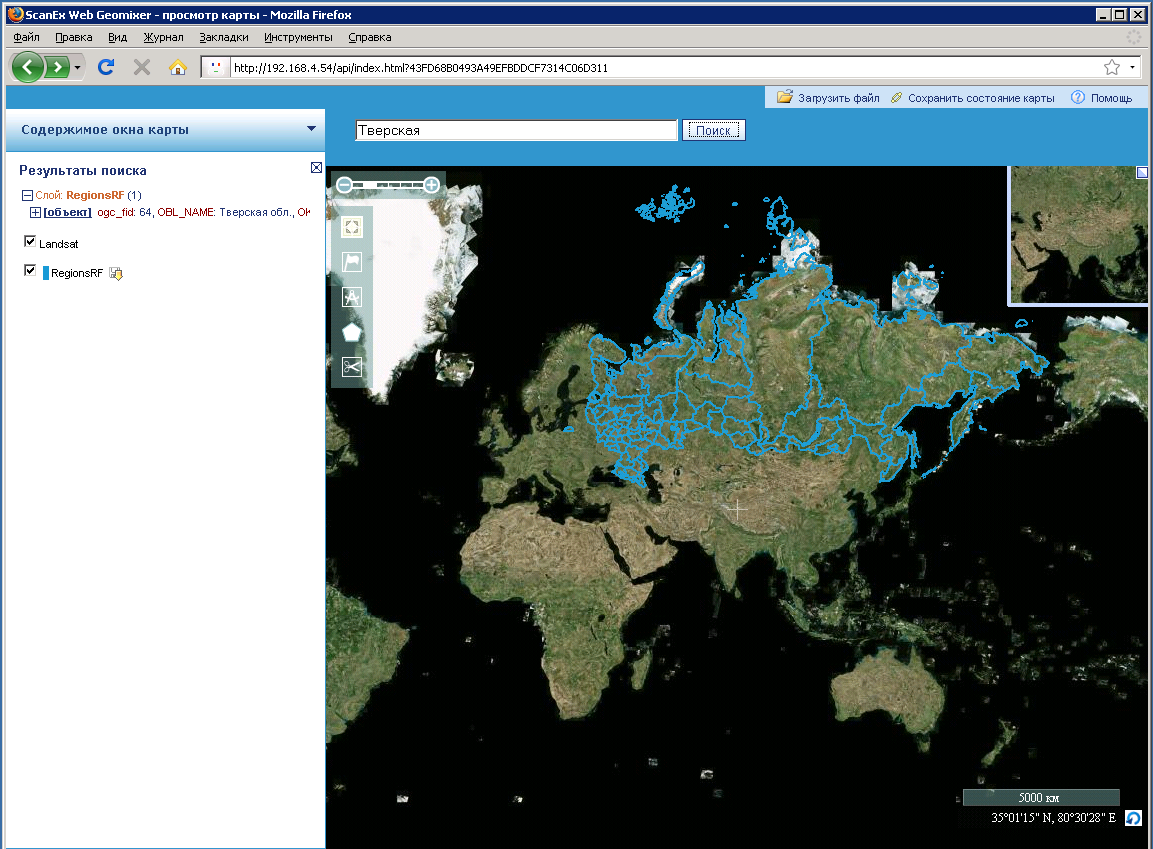 ScanEx Web Geomixer - просмотр карты - Mozilla Firefox
Файл Правка Вид Журнал Закладки Инструменты Справка
http://192.168.4.54/api/index.html?43FD68B0493A49EFBDDCF7314C06D311
Загрузить файл Сохранить состояние карты Помощь
Содержимое окна карты
Тверская Поиск
Результаты поиска
Слой: RegionsRF (1)
[объект] ogc_fid: 64, OBL_NAME: Тверская обл., OK
Landsat
RegionsRF
5000 км
35°01'15" N, 80°30'28" E